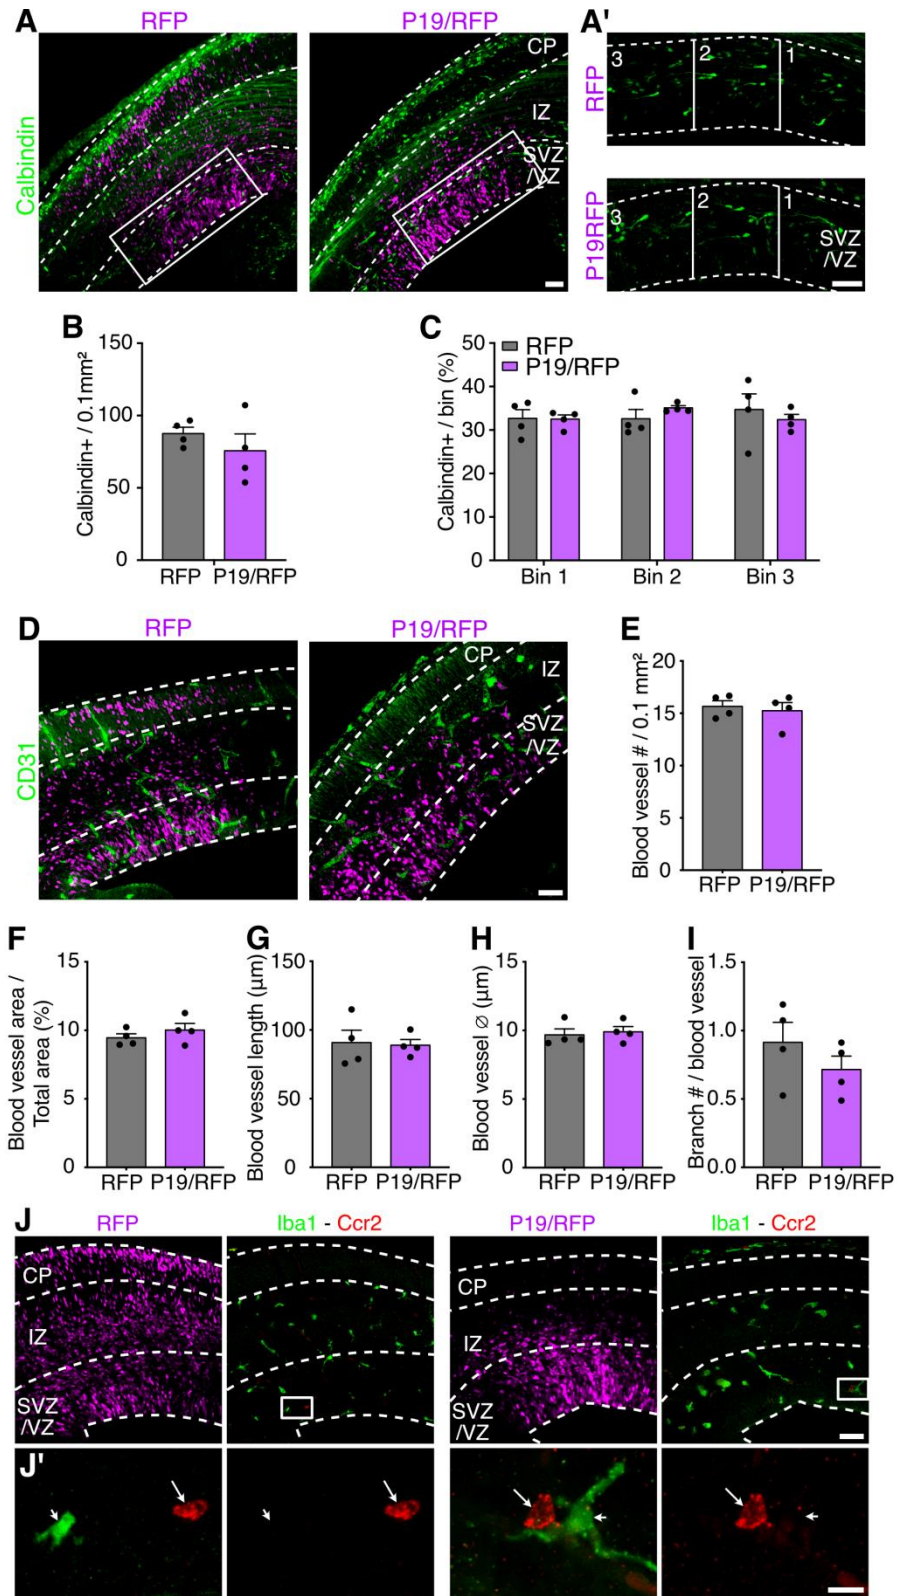 A
RFP
P19/RFP
A'
Calbindin
CP
IZ
SVZ
/VZ
RFP
3
2
1
P19RFP
3
2
1
SVZ
/VZ
B
Calbindin+ / 0.1mm²
150
100
50
0
RFP
P19/RFP
C
Calbindin+ / bin (%)
50
40
30
20
10
0
RFP
P19/RFP
Bin 1
Bin 2
Bin 3
D
RFP
P19/RFP
CD31
CP
IZ
SVZ
/VZ
E
Blood vessel # / 0.1 mm²
20
15
10
5
0
RFP
P19/RFP
F
Blood vessel area /
Total area (%)
15
10
5
0
RFP
P19/RFP
G
Blood vessel length (μm)
150
100
50
0
RFP
P19/RFP
H
Blood vessel ∅ (μm)
15
10
5
0
RFP
P19/RFP
I
Branch # / blood vessel
1.5
1.0
0.5
0.0
RFP
P19/RFP
J
RFP
Iba1 - Ccr2
P19/RFP
Iba1 - Ccr2
CP
IZ
SVZ
/VZ
CP
IZ
SVZ
/VZ
J'